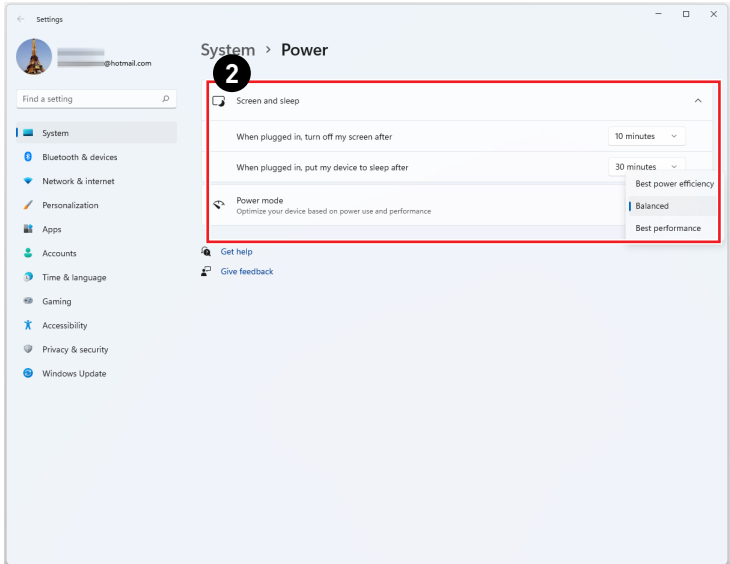 Settings
@hotmail.com
Find a setting
System
Bluetooth & devices
Network & internet
Personalization
Apps
Accounts
Time & language
Gaming
Accessibility
Privacy & security
Windows Update
System > Power
2
Screen and sleep
When plugged in, turn off my screen after
10 minutes
When plugged in, put my device to sleep after
30 minutes
Power mode
Optimize your device based on power use and performance
Best power efficiency
Balanced
Best performance
Get help
Give feedback